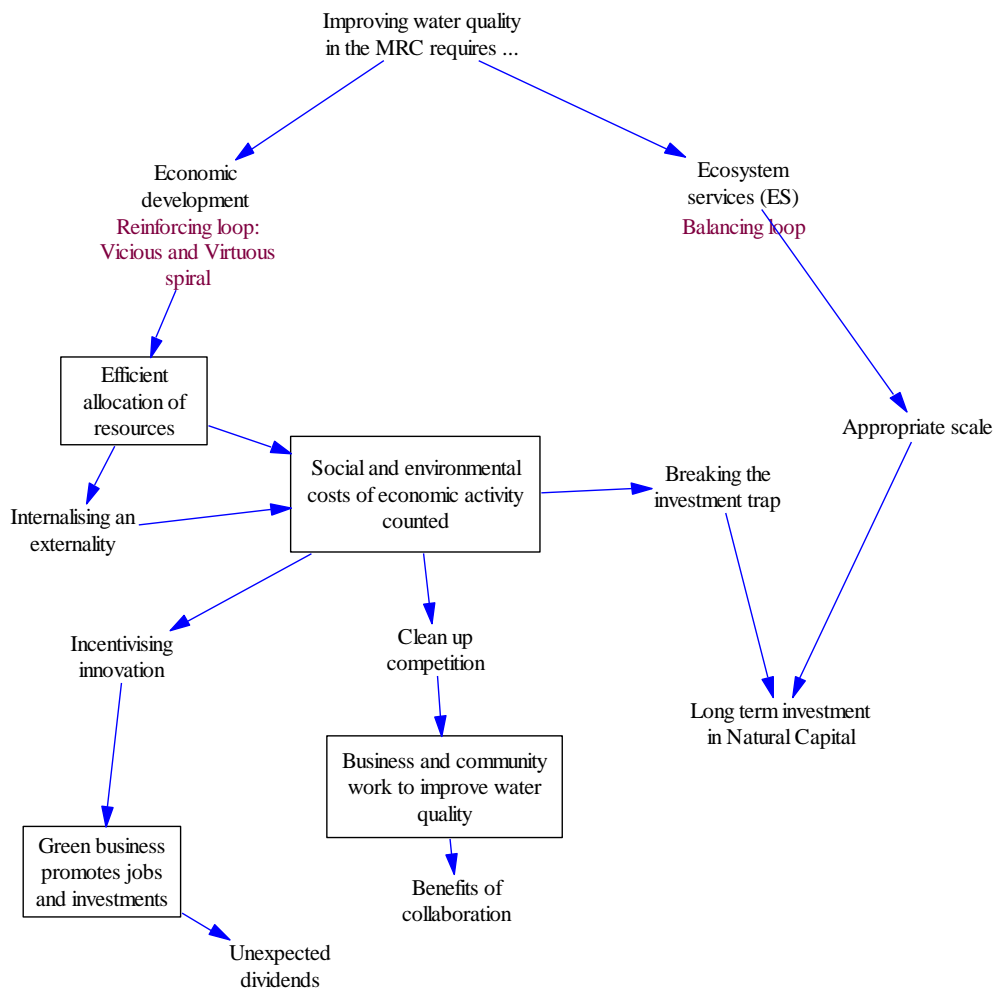 Improving water quality
in the MRC requires ...
Economic
development
Reinforcing loop:
Vicious and Virtuous
spiral
Ecosystem
services (ES)
Balancing loop
Efficient
allocation of
resources
Appropriate scale
Social and environmental
costs of economic activity
counted
Breaking the
investment trap
Internalising an
externality
Incentivising
innovation
Clean up
competition
Long term investment
in Natural Capital
Business and community
work to improve water
quality
Green business
promotes jobs
and investments
Benefits of
collaboration
Unexpected
dividends